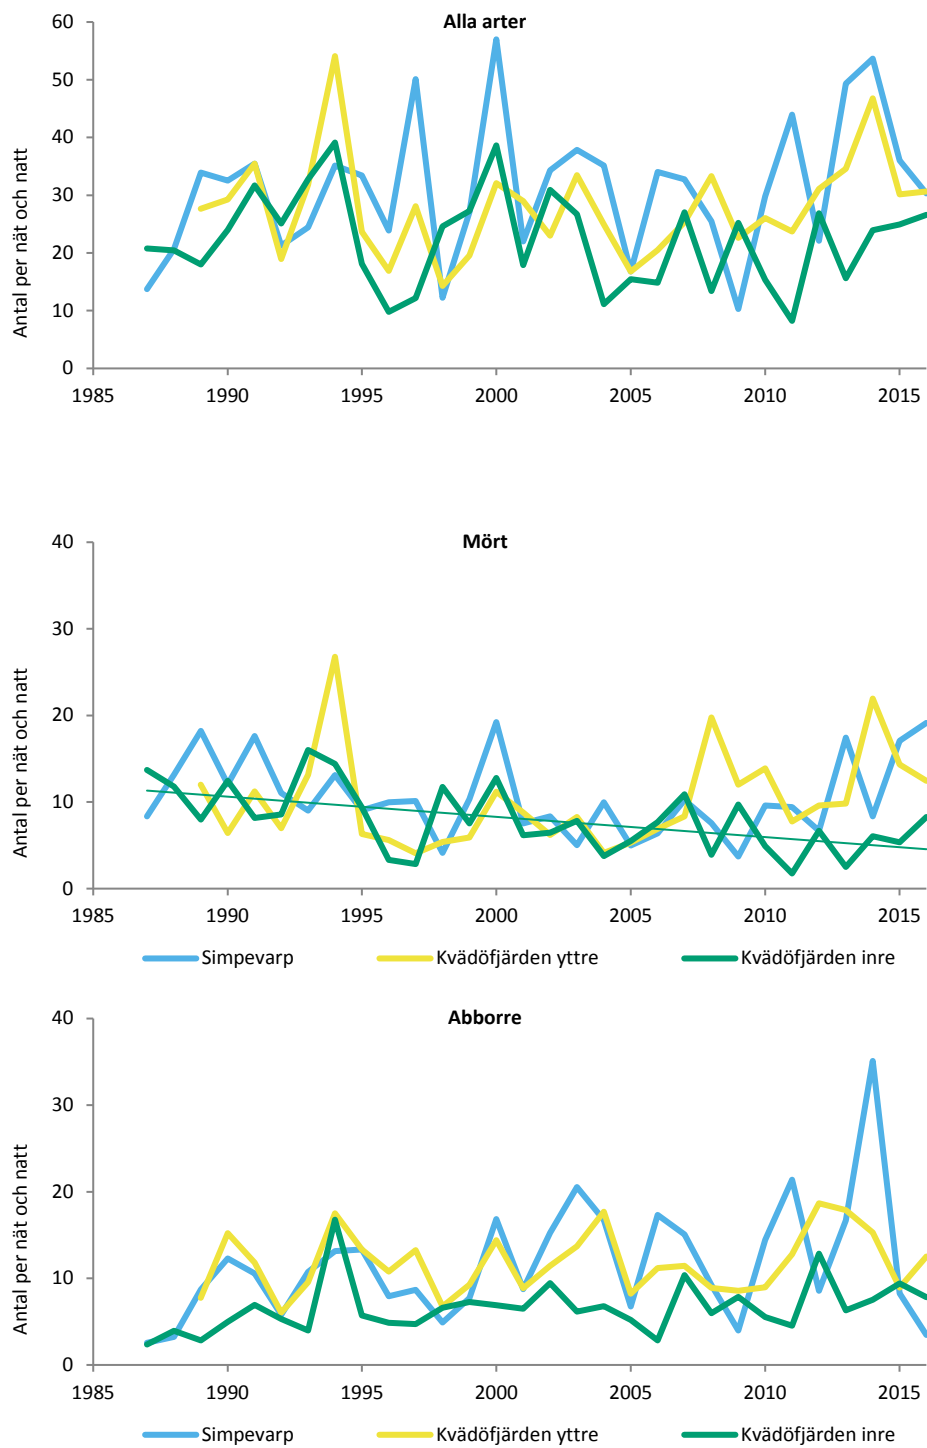 Alla arter
Antal per nät och natt
60
50
40
30
20
10
0
1985 1990 1995 2000 2005 2010 2015
Mört
Antal per nät och natt
40
30
20
10
0
1985 1990 1995 2000 2005 2010 2015
Simpevarp Kvädöfjärden yttre Kvädöfjärden inre
Abborre
Antal per nät och natt
40
30
20
10
0
1985 1990 1995 2000 2005 2010 2015
Simpevarp Kvädöfjärden yttre Kvädöfjärden inre